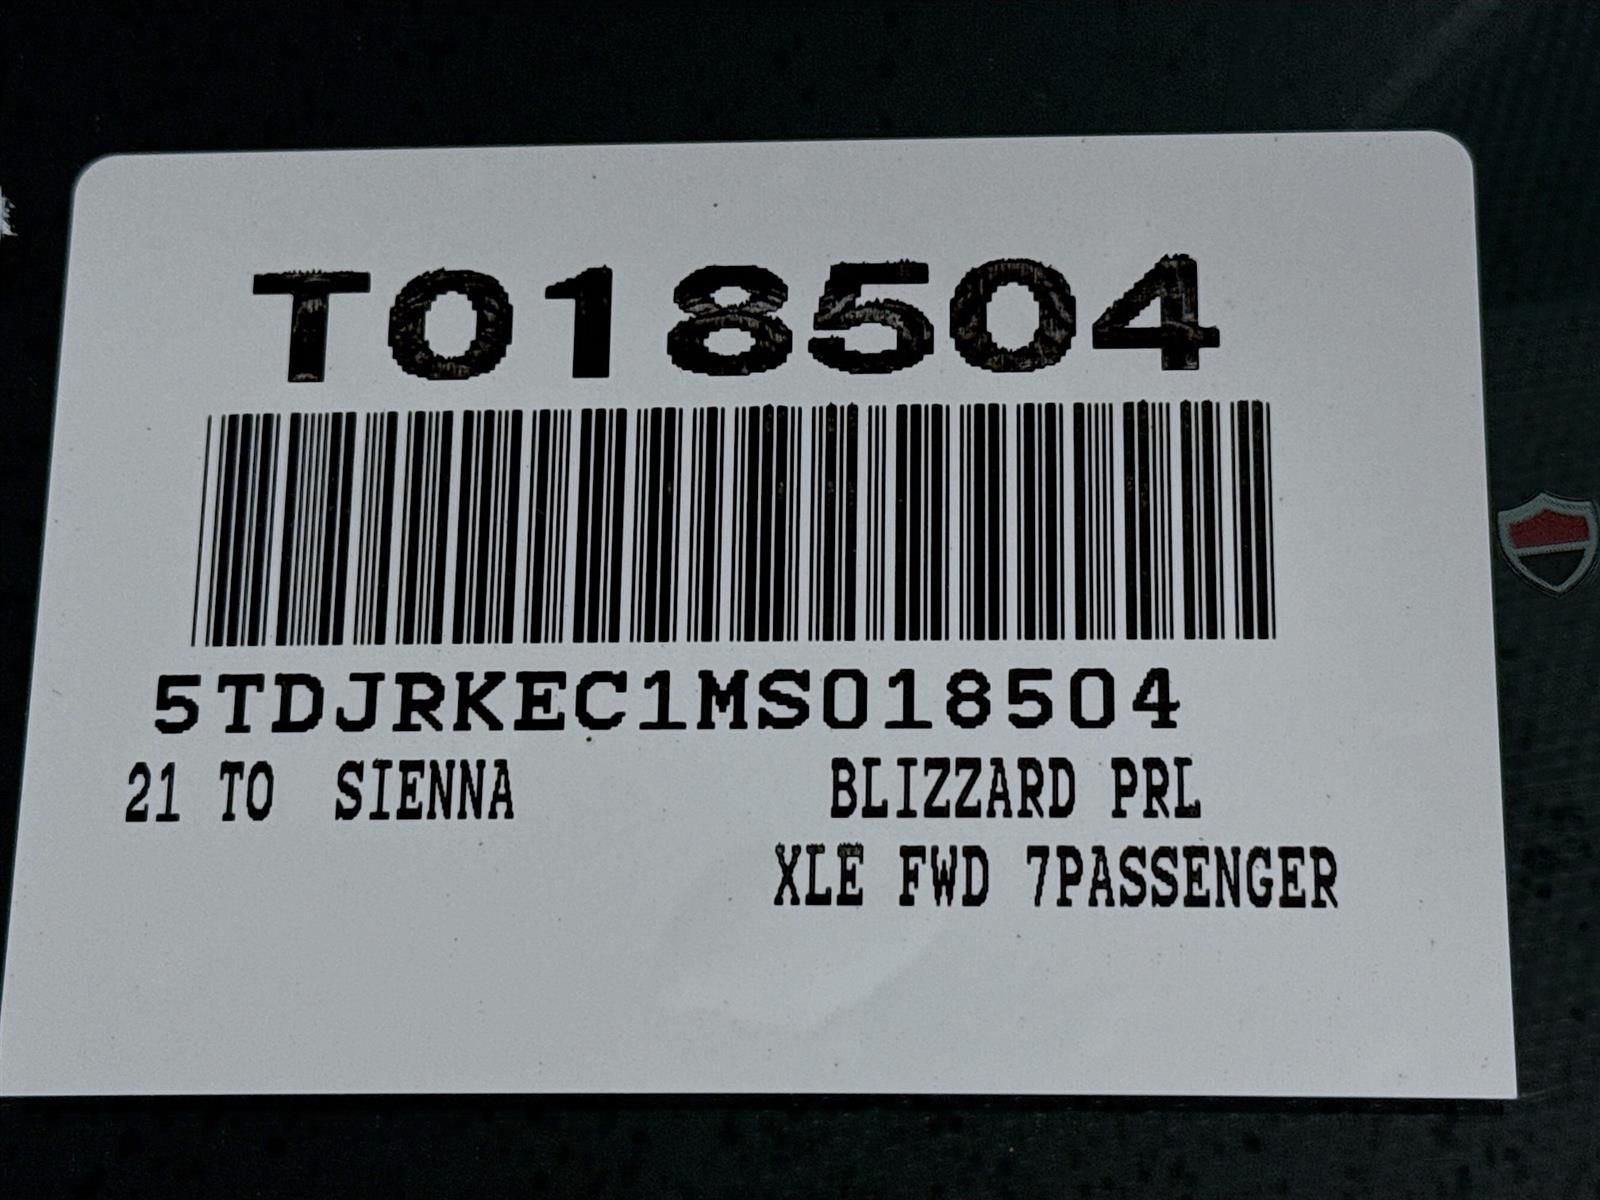 T018504
5TDJRKEC1MS018504
21 TO SIENNA BLIZZARD PRL
XLE FWD 7PASSENGER